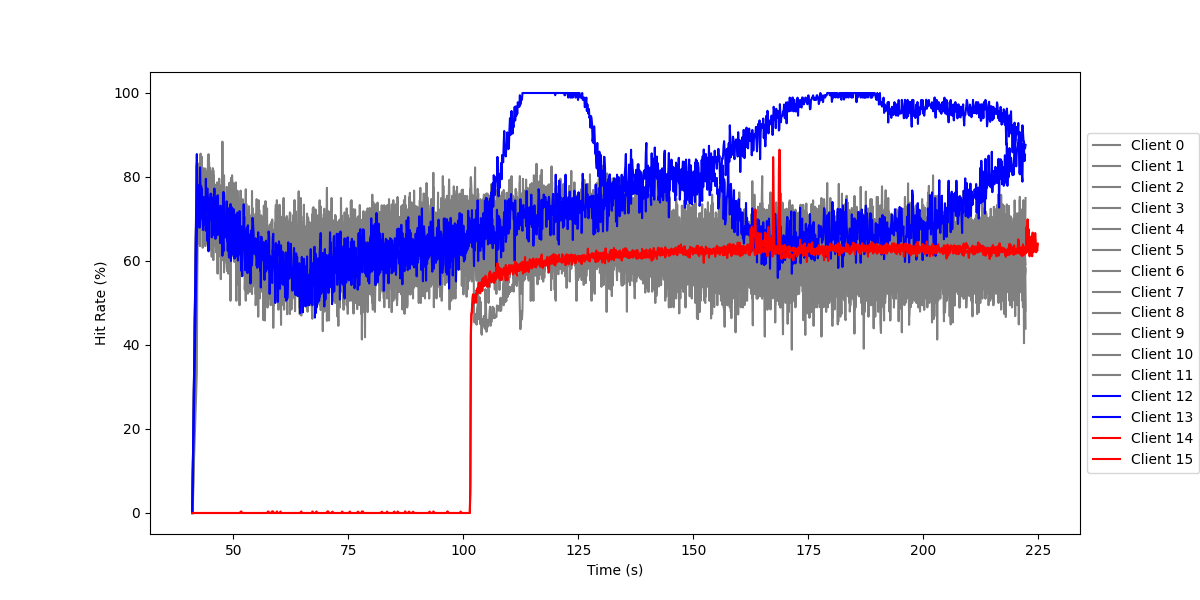 Hit Rate (%)
100
80
60
40
20
0
50
75
100
125
150
175
200
225
Time (s)
Client 0
Client 1
Client 2
Client 3
Client 4
Client 5
Client 6
Client 7
Client 8
Client 9
Client 10
Client 11
Client 12
Client 13
Client 14
Client 15